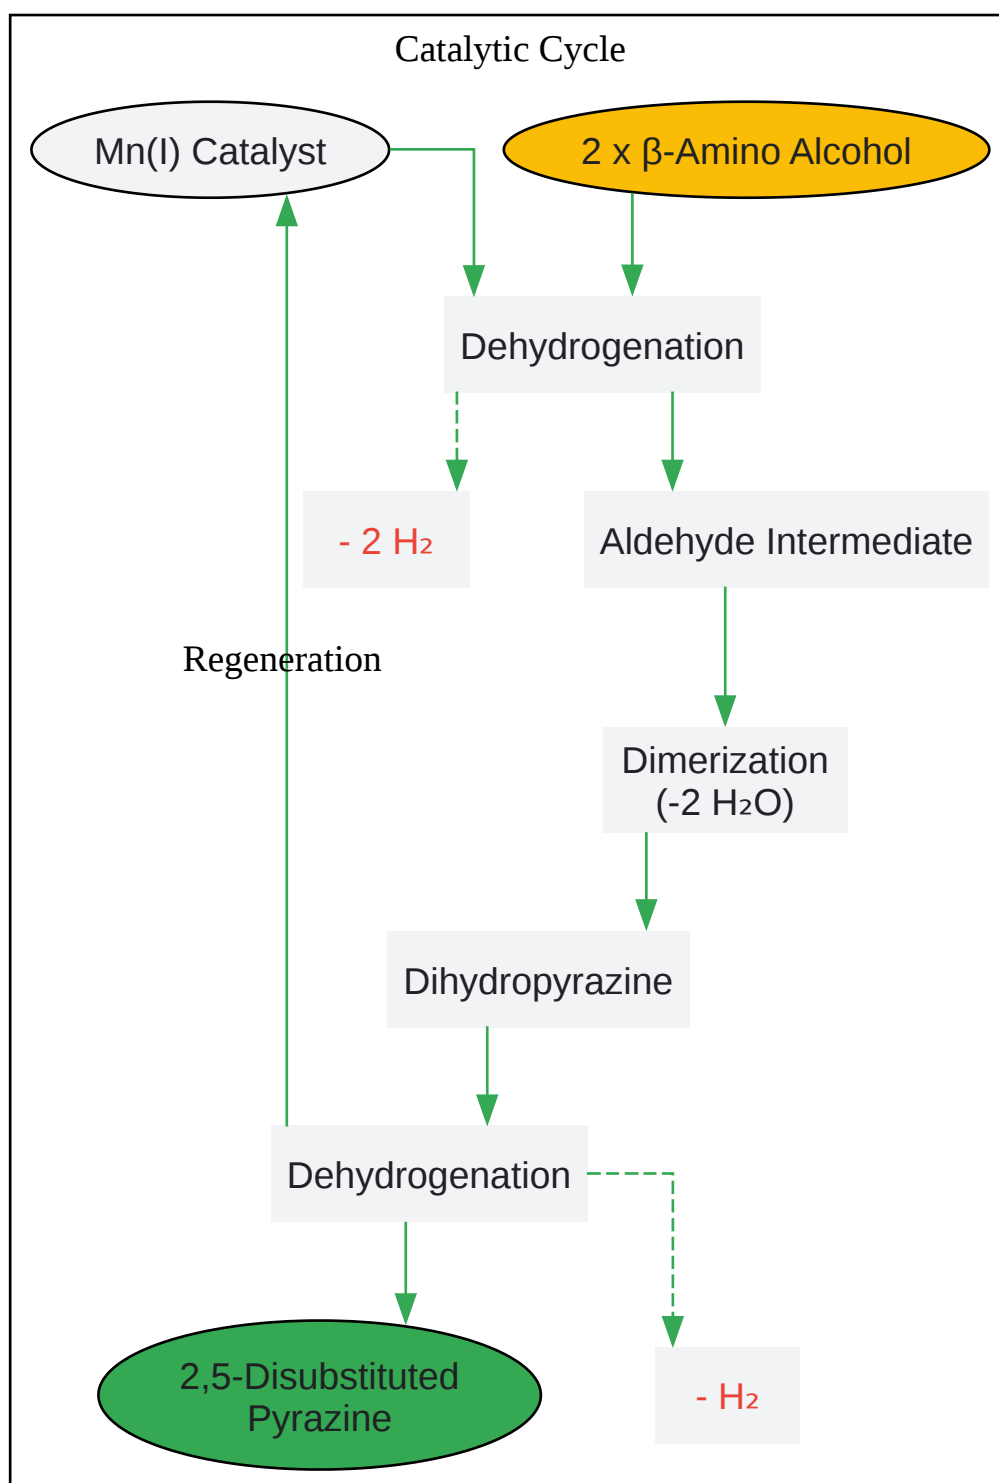 Catalytic Cycle
Mn(I) Catalyst
2 x β-Amino Alcohol
Dehydrogenation
- 2 H₂
Aldehyde Intermediate
Regeneration
Dimerization
(-2 H₂O)
Dihydropyrazine
Dehydrogenation
2,5-Disubstituted
Pyrazine
- H₂